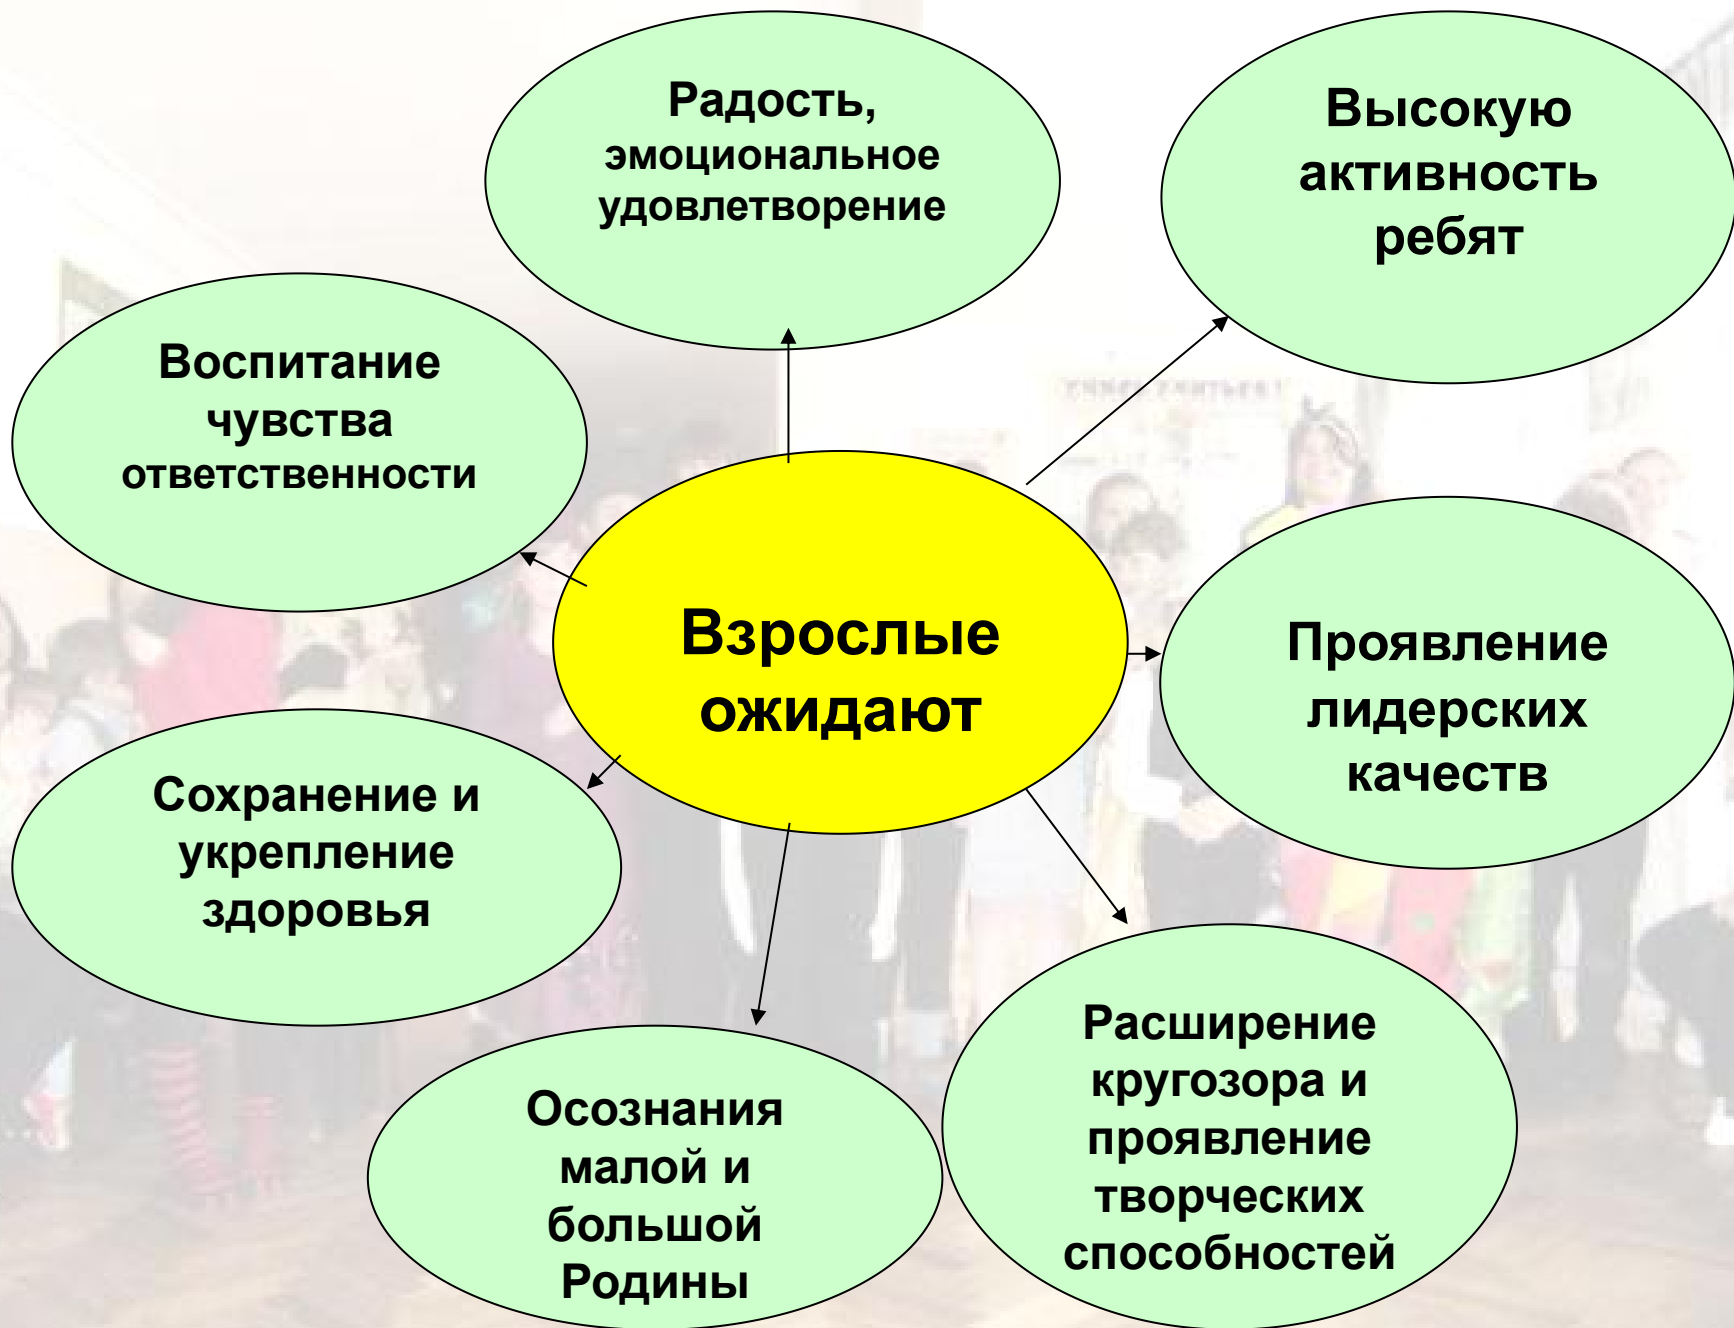 Радость,
эмоциональное
удовлетворение
Высокую
активность
ребят
Воспитание
чувства
ответственности
Взрослые
ожидают
Проявление
лидерских
качеств
Сохранение и
укрепление
здоровья
Осознания
малой и
большой
Родины
Расширение
кругозора и
проявление
творческих
способностей